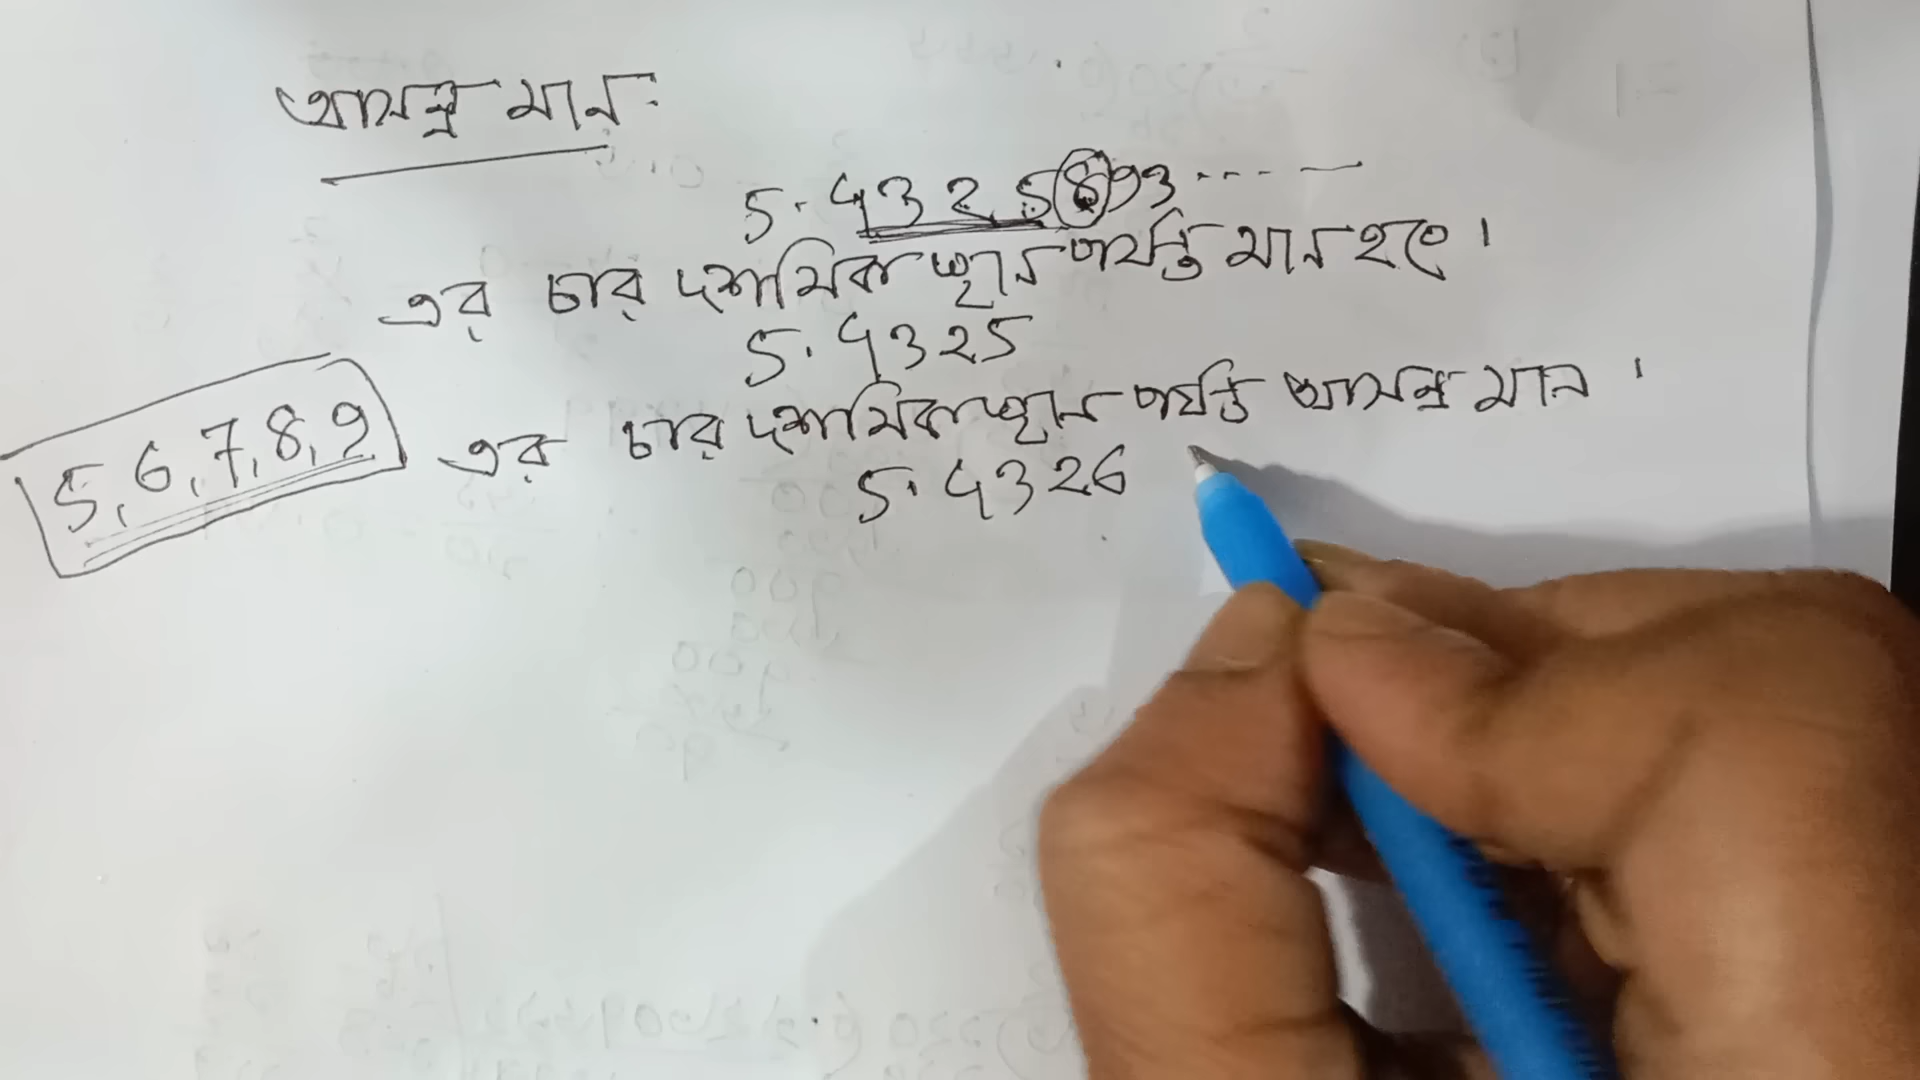 আসন্ন মান:
5.4325893....
এর চার দশমিক স্থান পর্যন্ত মান হবে।
5.4325
5,6,7,8,9
এর চার দশমিক স্থান পর্যন্ত আসন্ন মান।
5.4326